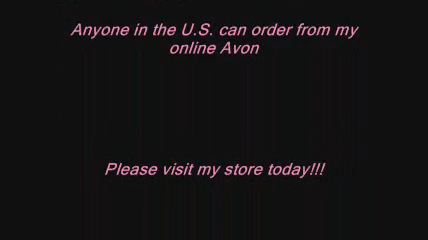 Anyone in the U.S. can order from my
online Avon
Please visit my store today!!!